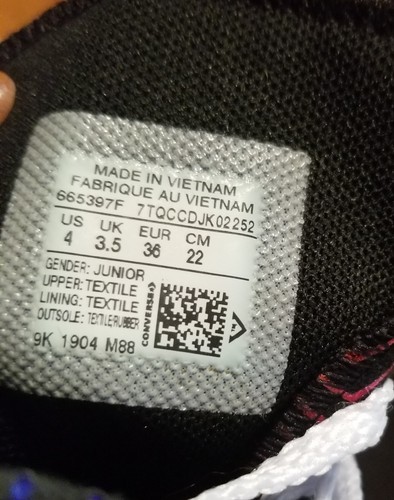 MADE IN VIETNAM
FABRIQUE AU VIETNAM
665397F 7TQCCDJK02252
US UK EUR CM
4 3.5 36 22
GENDER: JUNIOR
UPPER: TEXTILE
LINING: TEXTILE
OUTSOLE: TEXTILE/RUBBER
CONVERSE
9K 1904 M88